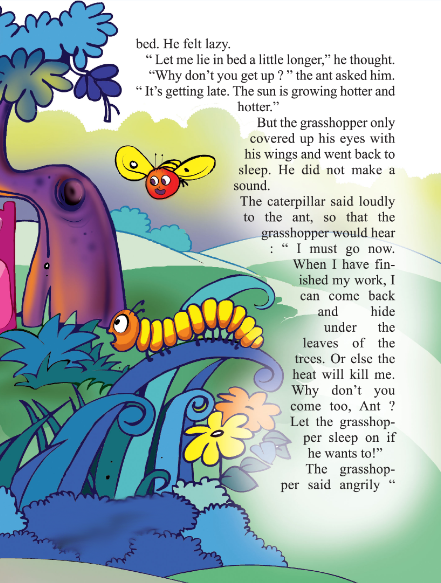 bed. He felt lazy.
“ Let me lie in bed a little longer,” he thought.
“Why don’t you get up ? ” the ant asked him.
“ It’s getting late. The sun is growing hotter and
hotter.”
But the grasshopper only
covered up his eyes with
his wings and went back to
sleep. He did not make a
sound.
The caterpillar said loudly
to the ant, so that the
grasshopper would hear
: “ I must go now.
When I have fin-
ished my work, I
can come back
and hide
under the
leaves of the
trees. Or else the
heat will kill me.
Why don’t you
come too, Ant ?
Let the grasshop-
per sleep on if
he wants to!”
The grasshop-
per said angrily “